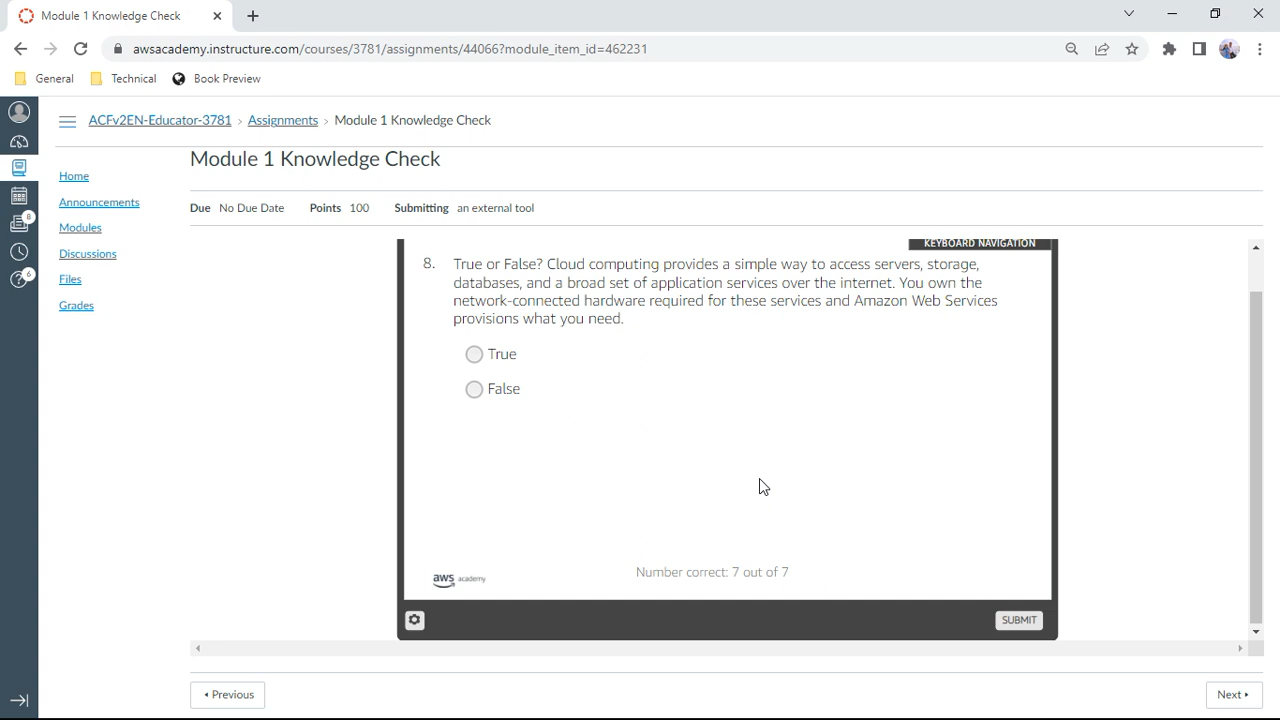 Module 1 Knowledge Check
awsacademy.instructure.com/courses/3781/assignments/44066?module_item_id=462231
General
Technical
Book Preview
ACFv2EN-Educator-3781 › Assignments › Module 1 Knowledge Check
Module 1 Knowledge Check
Home
Announcements
Modules
Discussions
Files
Grades
8
6
Due No Due Date Points 100 Submitting an external tool
KEYBOARD NAVIGATION
8. True or False? Cloud computing provides a simple way to access servers, storage,
databases, and a broad set of application services over the internet. You own the
network-connected hardware required for these services and Amazon Web Services
provisions what you need.
True
False
aws academy
Number correct: 7 out of 7
SUBMIT
Previous
Next